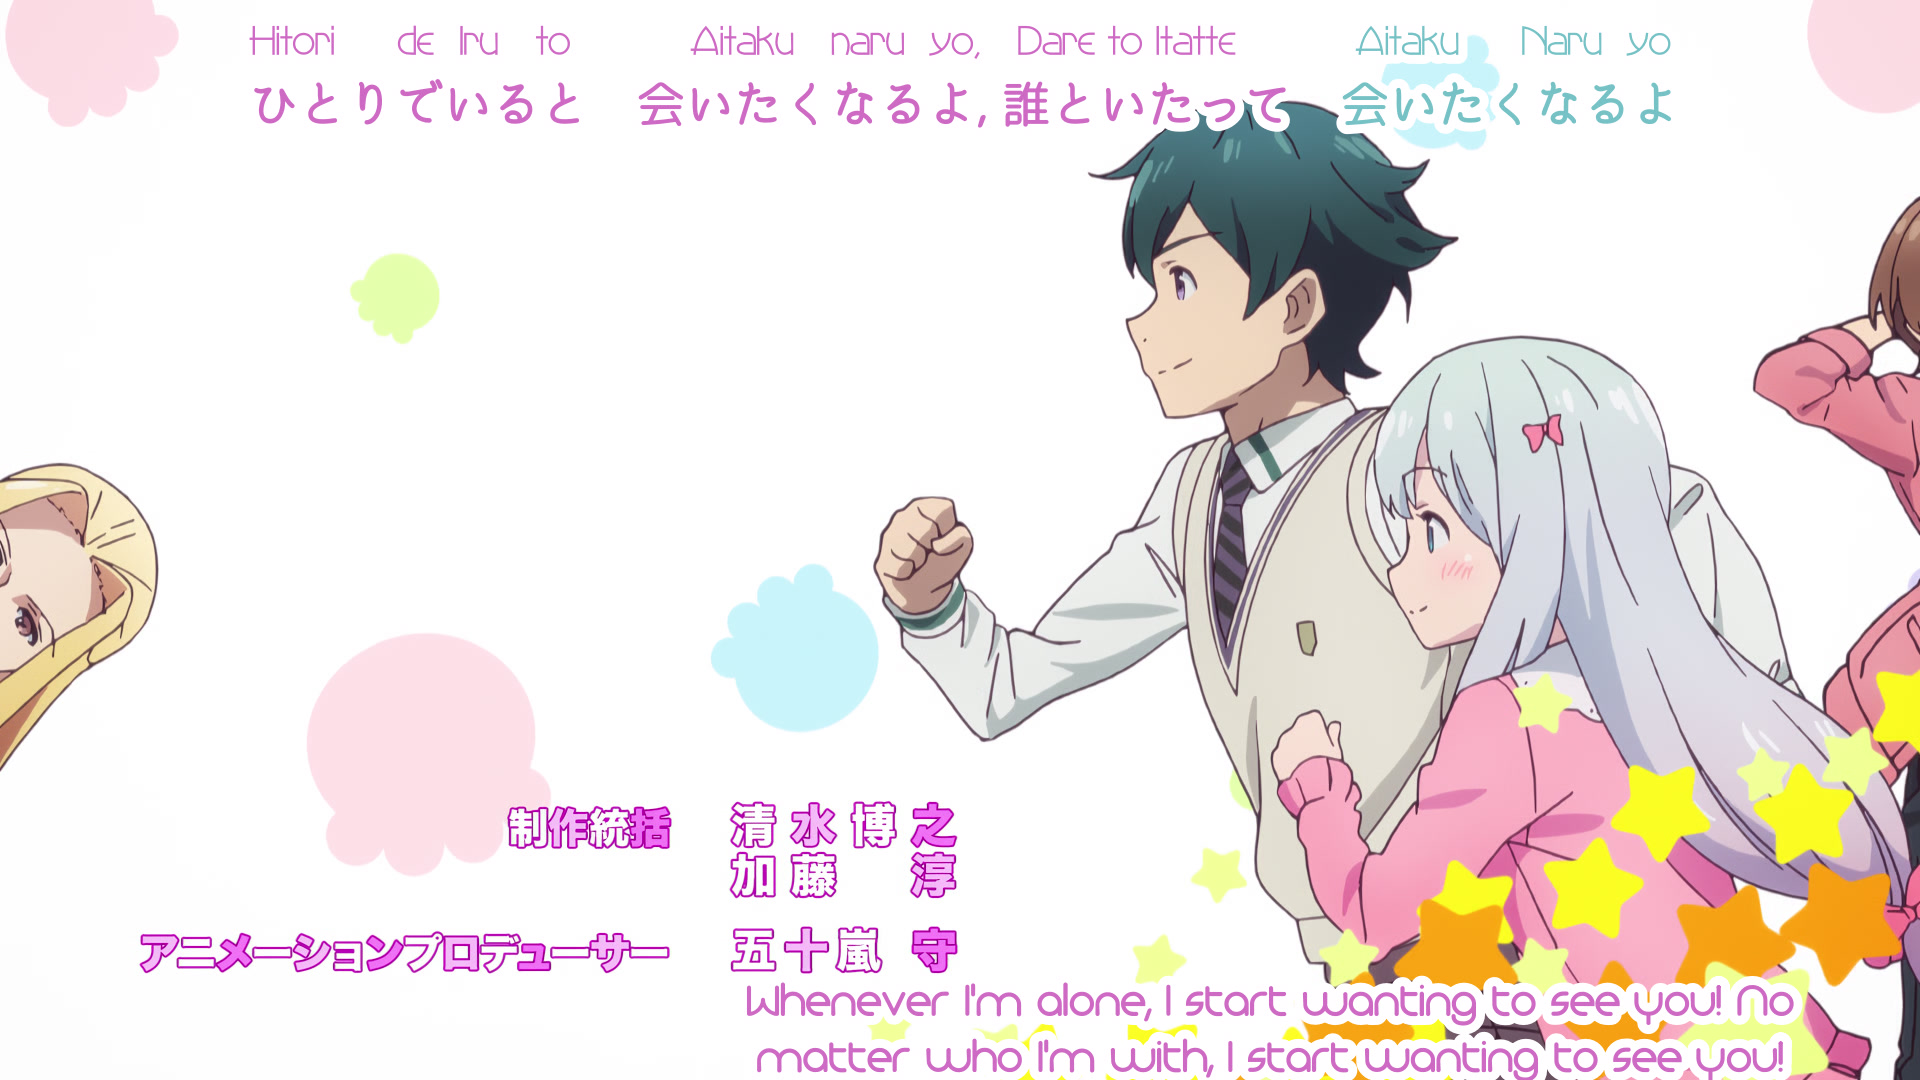 Hitori de Iru to Aitaku naru yo, Dare to Itatte Aitaku Naru yo
ひとりでいると 会いたくなるよ, 誰といたって 会いたくなるよ
制作統括 清水博之
加藤 淳
アニメーションプロデューサー 五十嵐 守
Whenever I'm alone, I start wanting to see you! No
matter who I'm with, I start wanting to see you!